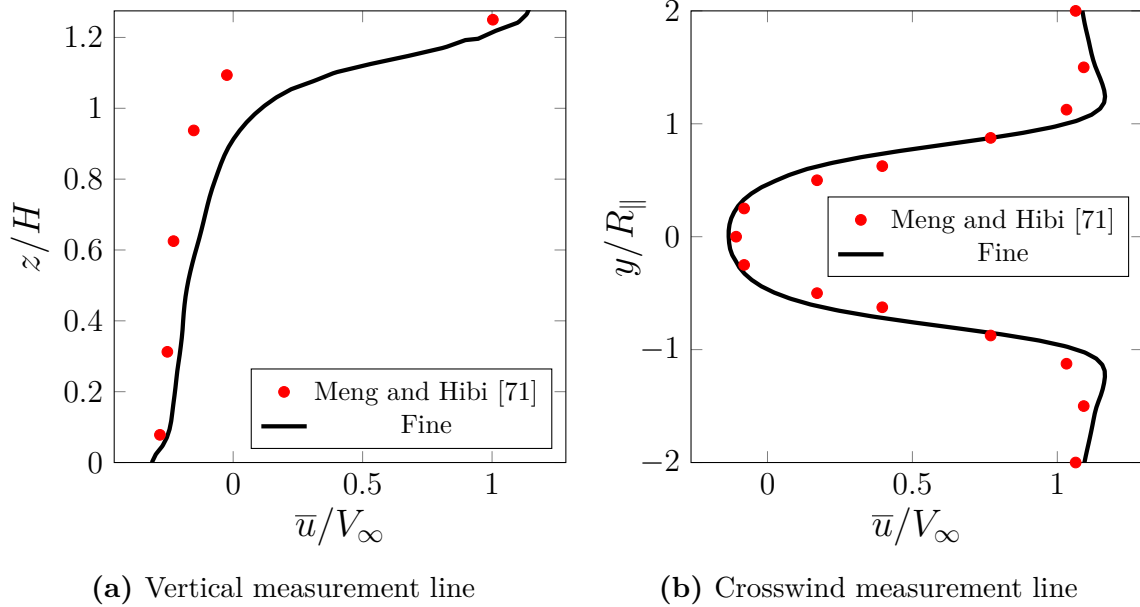 1.2
1
0.8
0.6
0.4
0.2
0
z/H
0 0.5 1
u̅/V∞
Meng and Hibi [71]
Fine
(a) Vertical measurement line
2
1
0
−1
−2
y/R∥
0 0.5 1
u̅/V∞
Meng and Hibi [71]
Fine
(b) Crosswind measurement line